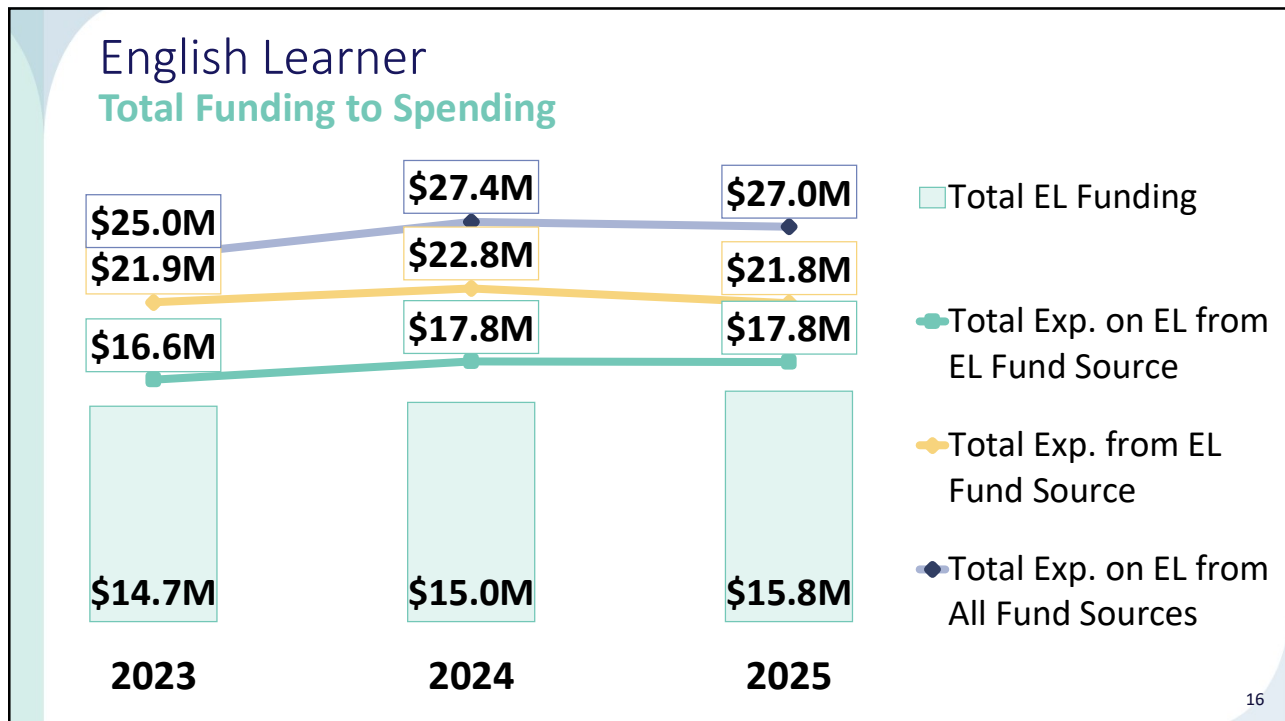 English Learner
Total Funding to Spending
$25.0M
$27.4M
$27.0M
$21.9M
$22.8M
$21.8M
$16.6M
$17.8M
$17.8M
$14.7M
$15.0M
$15.8M
2023
2024
2025
Total EL Funding
Total Exp. on EL from
EL Fund Source
Total Exp. from EL
Fund Source
Total Exp. on EL from
All Fund Sources
16